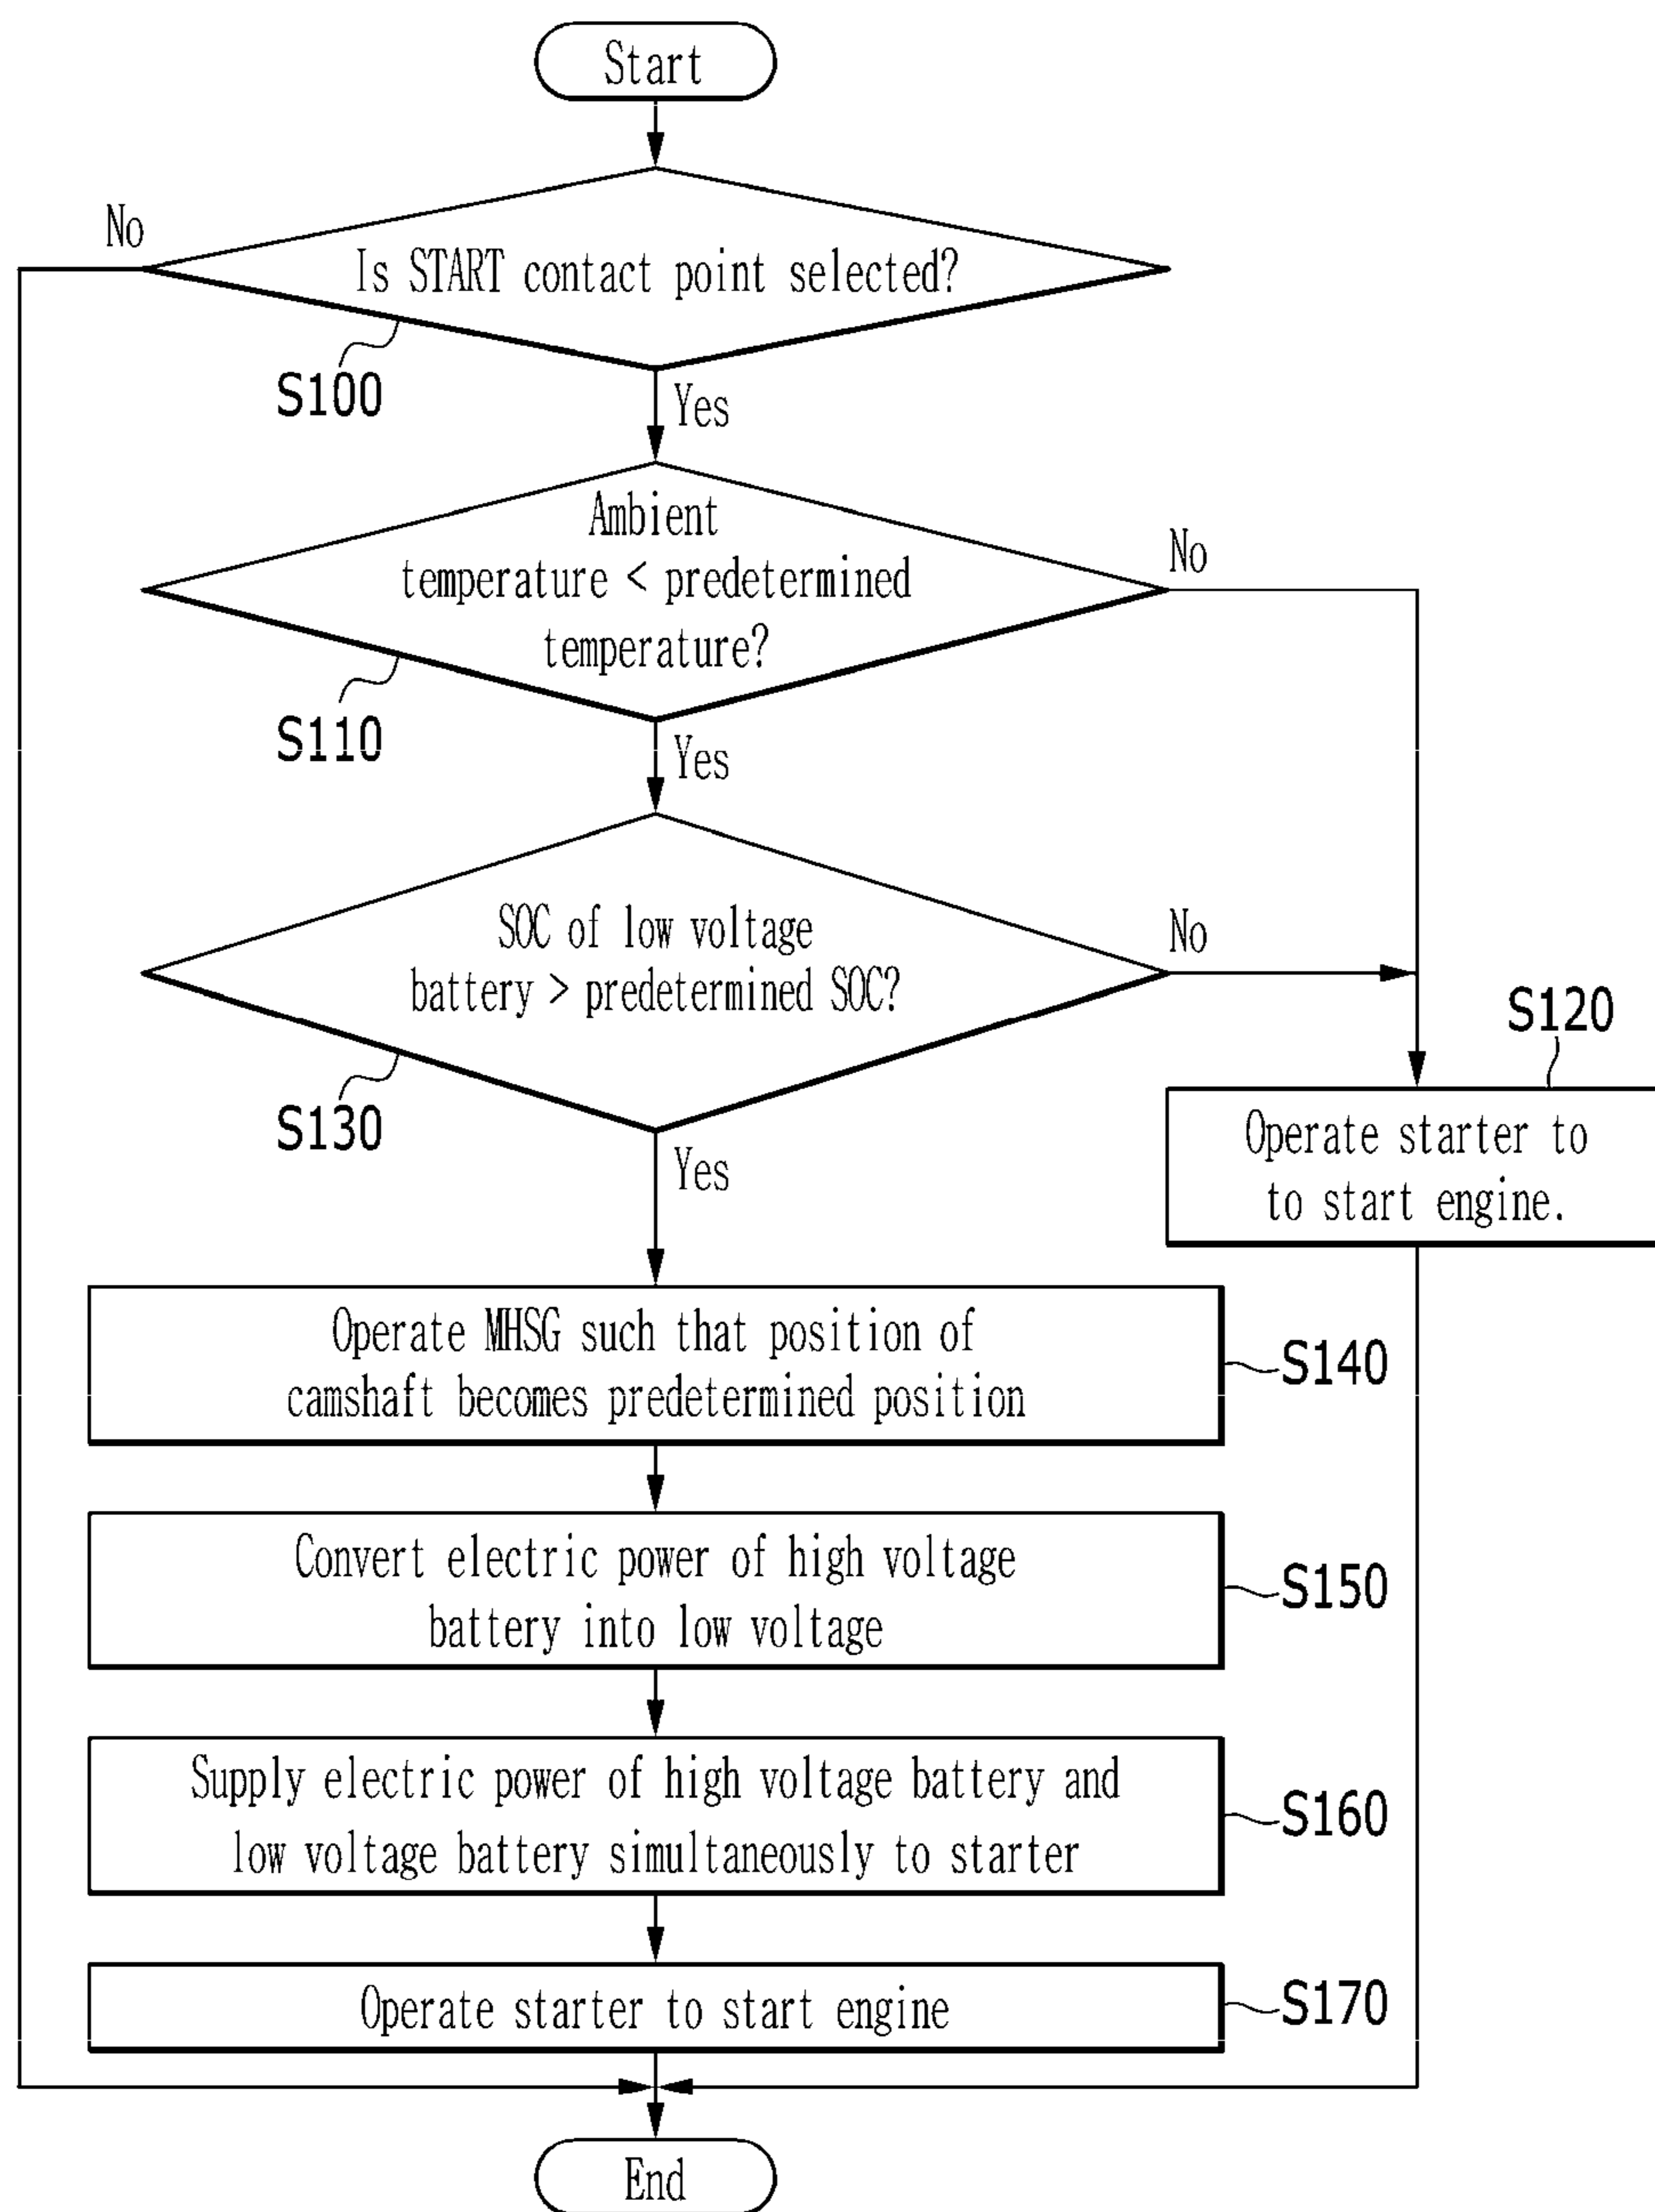 Start
No
Is START contact point selected?
S100
Yes
Ambient
temperature < predetermined
temperature?
No
S110
Yes
SOC of low voltage
battery > predetermined SOC?
No
S130
Yes
S120
Operate starter to
to start engine.
Operate MHSG such that position of
camshaft becomes predetermined position
S140
Convert electric power of high voltage
battery into low voltage
S150
Supply electric power of high voltage battery and
low voltage battery simultaneously to starter
S160
Operate starter to start engine
S170
End